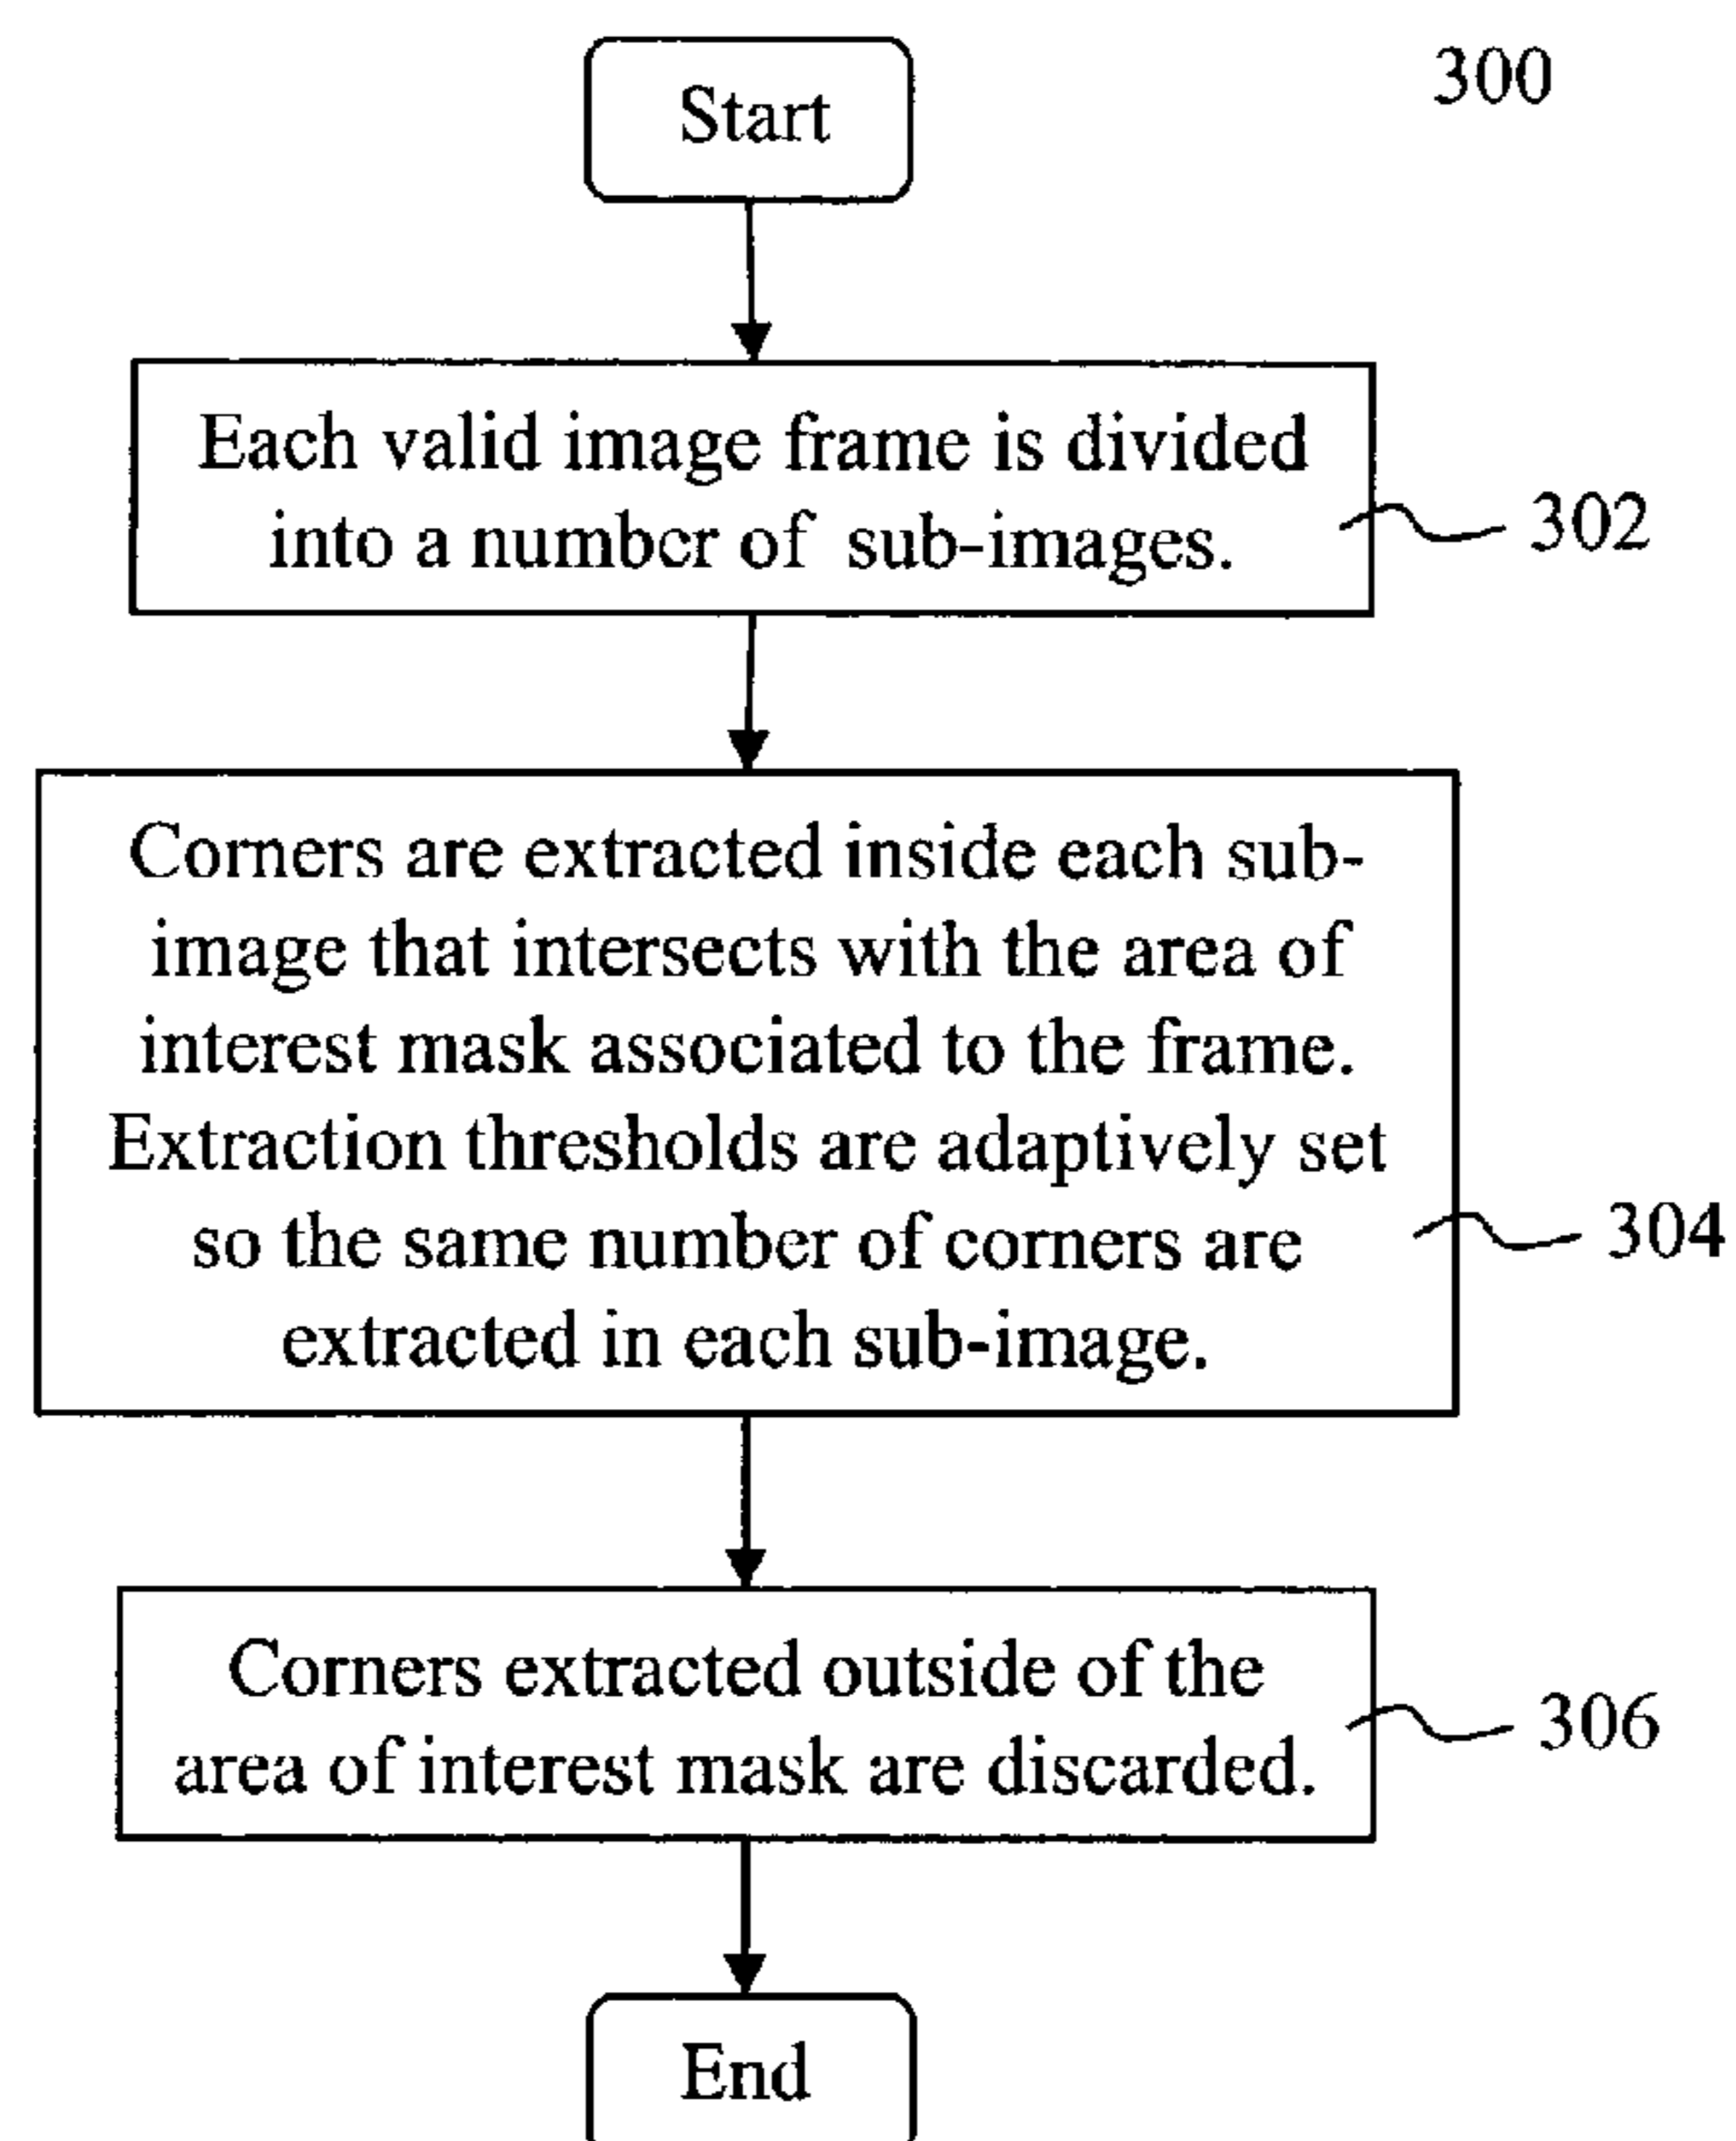 300
Start
Each valid image frame is divided
into a number of sub-images.
302
Corners are extracted inside each sub-
image that intersects with the area of
interest mask associated to the frame.
Extraction thresholds are adaptively set
so the same number of corners are
extracted in each sub-image.
304
Corners extracted outside of the
area of interest mask are discarded.
306
End